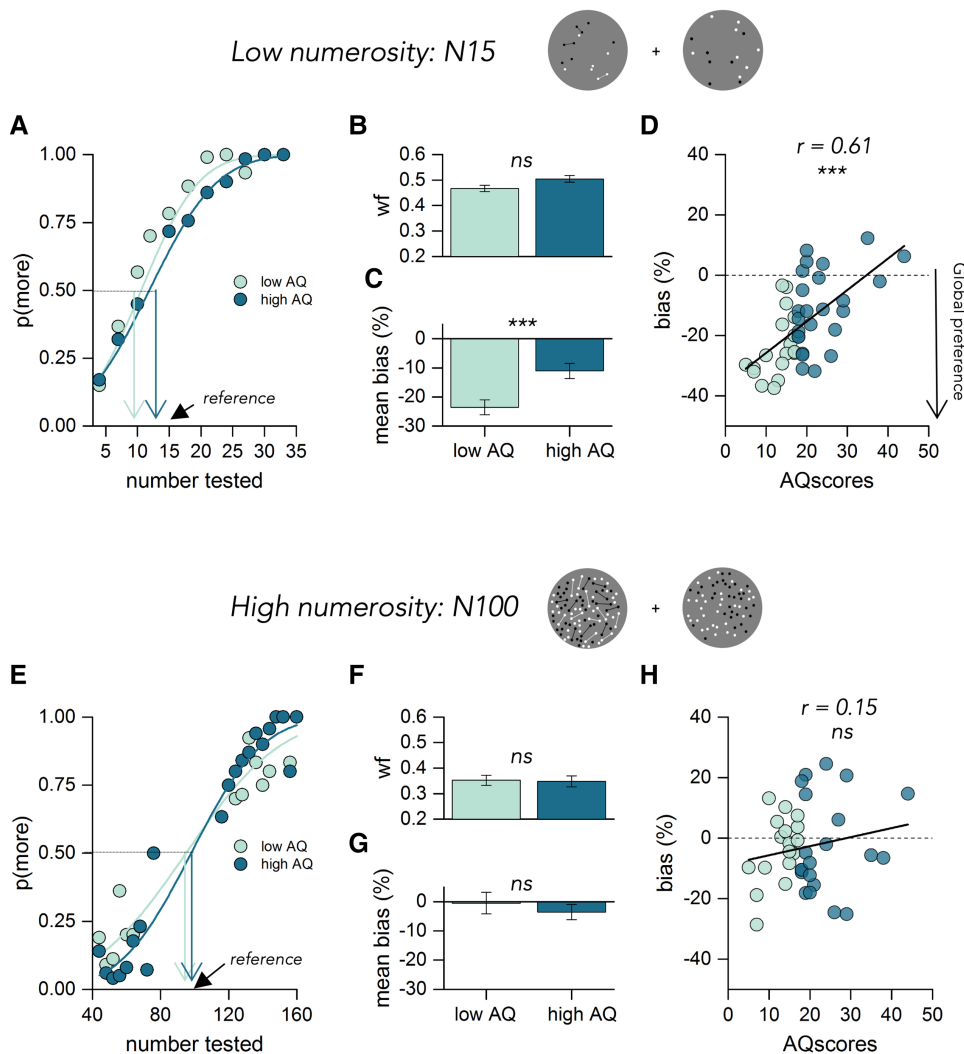 Low numerosity: N15
+
A
1.00
0.75
0.50
0.25
0.00
p(more)
low AQ
high AQ
reference
5 10 15 20 25 30 35
number tested
B
0.6
0.5
0.4
0.3
0.2
wf
ns
C
0
-10
-20
-30
mean bias (%)
***
low AQ high AQ
D
r = 0.61
***
20
0
-20
-40
bias (%)
Global preference
0 10 20 30 40 50
AQscores
High numerosity: N100
+
E
1.00
0.75
0.50
0.25
0.00
p(more)
low AQ
high AQ
reference
40 80 120 160
number tested
F
0.6
0.5
0.4
0.3
0.2
wf
ns
G
0
-10
-20
-30
mean bias (%)
ns
low AQ high AQ
H
r = 0.15
ns
20
0
-20
-40
bias (%)
0 10 20 30 40 50
AQscores